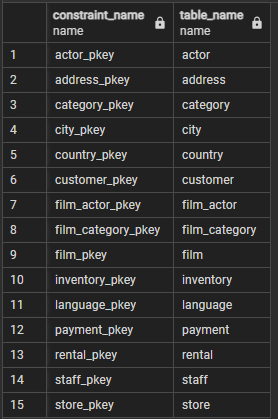 constraint_name table_name
name name
1 actor_pkey actor
2 address_pkey address
3 category_pkey category
4 city_pkey city
5 country_pkey country
6 customer_pkey customer
7 film_actor_pkey film_actor
8 film_category_pkey film_category
9 film_pkey film
10 inventory_pkey inventory
11 language_pkey language
12 payment_pkey payment
13 rental_pkey rental
14 staff_pkey staff
15 store_pkey store